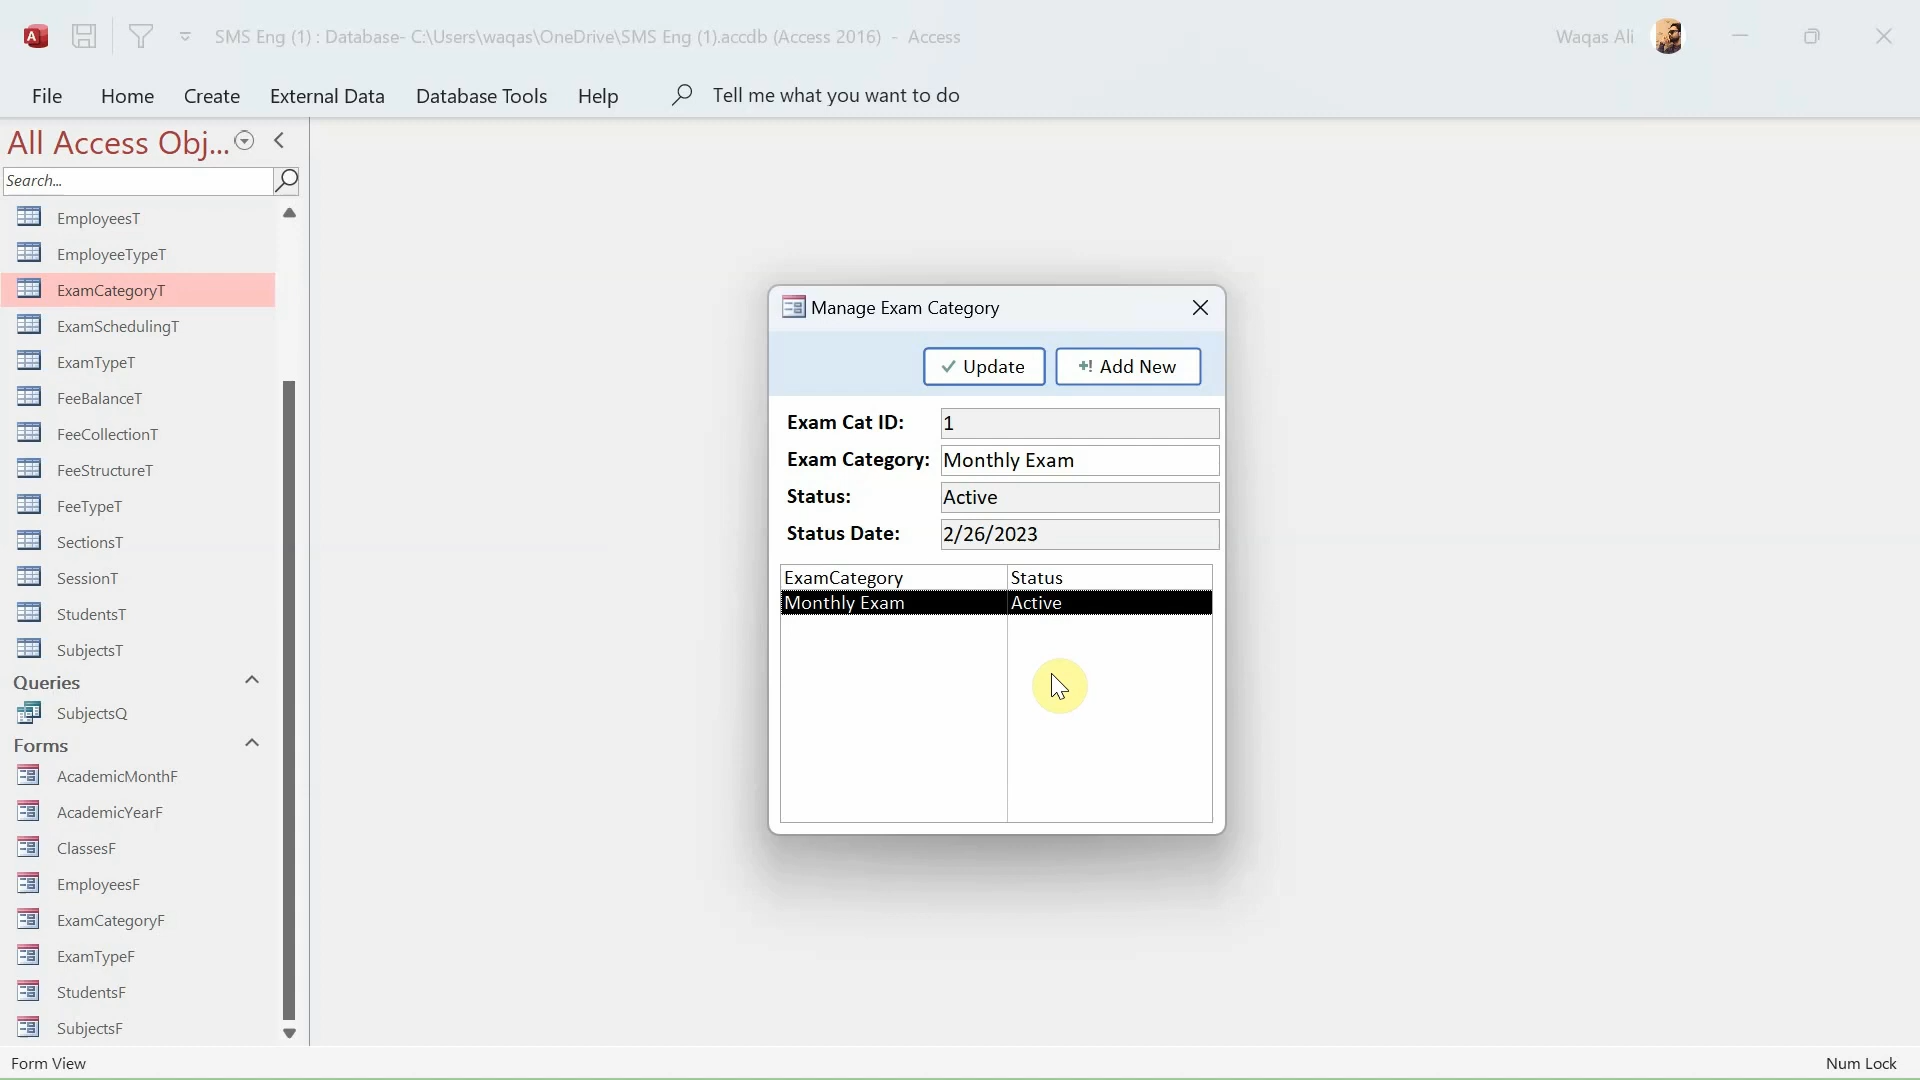 SMS Eng (1) : Database- C:\Users\waqas\OneDrive\SMS Eng (1).accdb (Access 2016) - Access
Waqas Ali
File Home Create External Data Database Tools Help Tell me what you want to do
All Access Obj...
Search...
EmployeesT
EmployeeTypeT
ExamCategoryT
ExamSchedulingT
ExamTypeT
FeeBalanceT
FeeCollectionT
FeeStructureT
FeeTypeT
SectionsT
SessionT
StudentsT
SubjectsT
Queries
SubjectsQ
Forms
AcademicMonthF
AcademicYearF
ClassesF
EmployeesF
ExamCategoryF
ExamTypeF
StudentsF
SubjectsF
Manage Exam Category
Update Add New
Exam Cat ID: 1
Exam Category: Monthly Exam
Status: Active
Status Date: 2/26/2023
ExamCategory Status
Monthly Exam Active
Form View
Num Lock